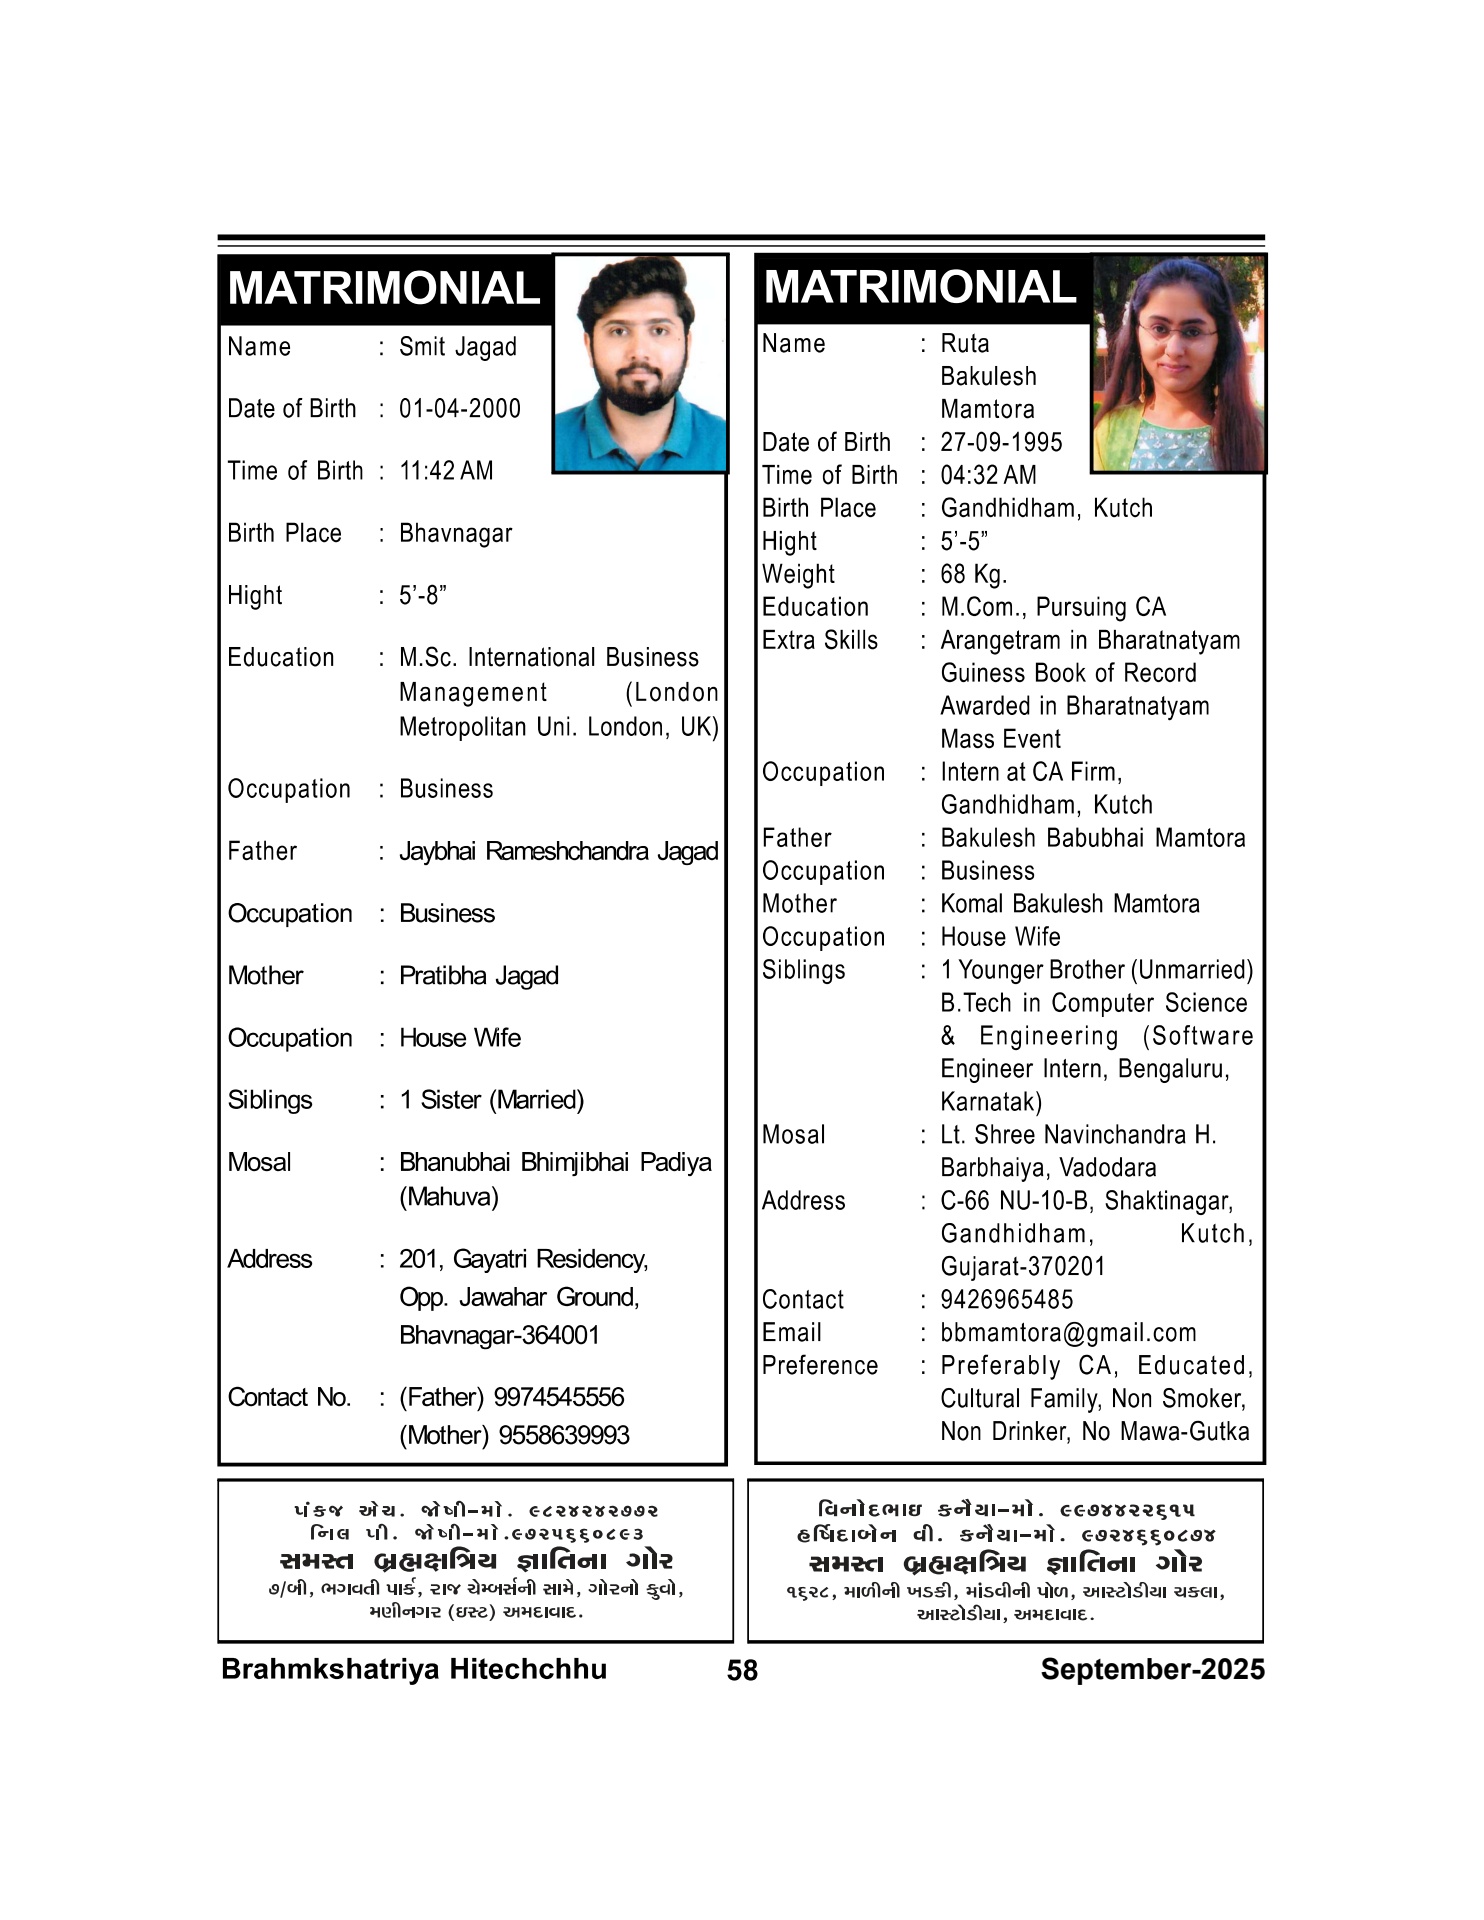 MATRIMONIAL
Name : Smit Jagad
Date of Birth : 01-04-2000
Time of Birth : 11:42 AM
Birth Place : Bhavnagar
Hight : 5’-8”
Education : M.Sc. International Business
Management (London
Metropolitan Uni. London, UK)
Occupation : Business
Father : Jaybhai Rameshchandra Jagad
Occupation : Business
Mother : Pratibha Jagad
Occupation : House Wife
Siblings : 1 Sister (Married)
Mosal : Bhanubhai Bhimjibhai Padiya
(Mahuva)
Address : 201, Gayatri Residency,
Opp. Jawahar Ground,
Bhavnagar-364001
Contact No. : (Father) 9974545556
(Mother) 9558639993
MATRIMONIAL
Name : Ruta
Bakulesh
Mamtora
Date of Birth : 27-09-1995
Time of Birth : 04:32 AM
Birth Place : Gandhidham, Kutch
Hight : 5’-5”
Weight : 68 Kg.
Education : M.Com., Pursuing CA
Extra Skills : Arangetram in Bharatnatyam
Guiness Book of Record
Awarded in Bharatnatyam
Mass Event
Occupation : Intern at CA Firm,
Gandhidham, Kutch
Father : Bakulesh Babubhai Mamtora
Occupation : Business
Mother : Komal Bakulesh Mamtora
Occupation : House Wife
Siblings : 1 Younger Brother (Unmarried)
B.Tech in Computer Science
& Engineering (Software
Engineer Intern, Bengaluru,
Karnatak)
Mosal : Lt. Shree Navinchandra H.
Barbhaiya, Vadodara
Address : C-66 NU-10-B, Shaktinagar,
Gandhidham, Kutch,
Gujarat-370201
Contact : 9426965485
Email : bbmamtora@gmail.com
Preference : Preferably CA, Educated,
Cultural Family, Non Smoker,
Non Drinker, No Mawa-Gutka
પંકજ એચ. જોષી–મો. ૯૮૨૪૨૪૨૭૭૨
નિલ પી. જોષી–મો.૯૭૨૫૬૬૦૮૯૩
સમસ્ત બ્રહ્મક્ષત્રિય જ્ઞાતિના ગોર
૭/બી, ભગવતી પાર્ક, રાજ ચેમ્બર્સની સામે, ગોરનો કુવો,
મણીનગર (ઇસ્ટ) અમદાવાદ.
વિનોદભાઇ કનૈયા–મો. ૯૯૭૪૪૨૨૬૧૫
હર્ષિદાબેન વી. કનૈયા–મો. ૯૭૨૪૬૬૦૮૭૪
સમસ્ત બ્રહ્મક્ષત્રિય જ્ઞાતિના ગોર
૧૬૨૮, માળીની ખડકી, માંડવીની પોળ, આસ્ટોડીયા ચકલા,
આસ્ટોડીયા, અમદાવાદ.
Brahmkshatriya Hitechchhu 58 September-2025